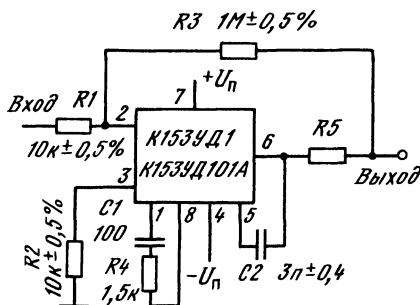 R3 1М±0,5%
+Uп
Вход
R1
2
7
К153УД1
6
R5
10к±0,5%
К153УД101А
Выход
3
C1
100
1
8
4
5
R2
10к±0,5%
R4
1,5к
-Uп
C2
3п±0,4